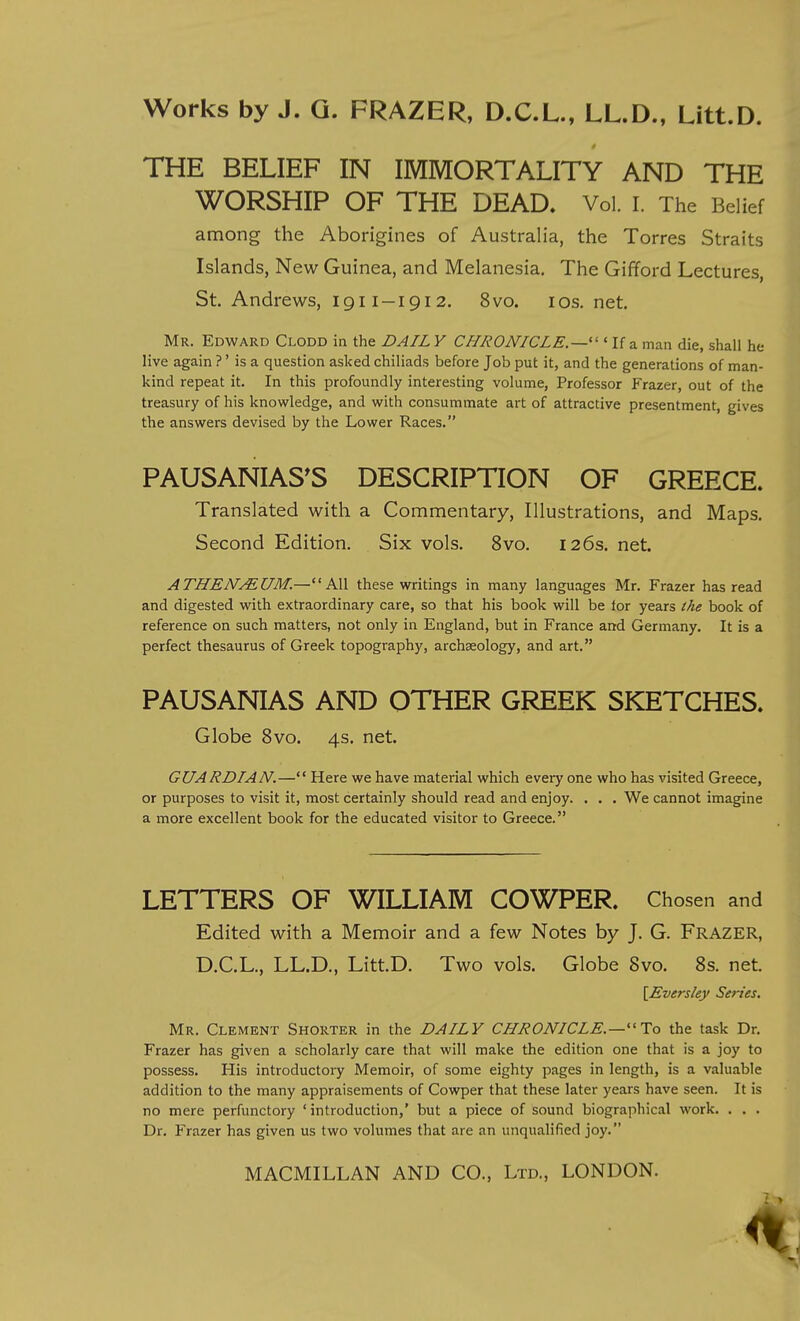 Works by J. G. FRAZER, D.C.L., LL.D., Litt.D.
THE BELIEF IN IMMORTALITY AND THE
WORSHIP OF THE DEAD. Vol. I. The Belief
among the Aborigines of Australia, the Torres Straits
Islands, New Guinea, and Melanesia. The Gifford Lectures,
St. Andrews, 1911–1912. 8vo. 10s. net.
MR. EDWARD CLODD in the DAILY CHRONICLE.—“ ‘ If a man die, shall he
live again ?’ is a question asked chiliads before Job put it, and the generations of man-
kind repeat it. In this profoundly interesting volume, Professor Frazer, out of the
treasury of his knowledge, and with consummate art of attractive presentment, gives
the answers devised by the Lower Races.”
PAUSANIAS'S DESCRIPTION OF GREECE.
Translated with a Commentary, Illustrations, and Maps.
Second Edition. Six vols. 8vo. 126s. net.
ATHENÆUM.—“All these writings in many languages Mr. Frazer has read
and digested with extraordinary care, so that his book will be for years the book of
reference on such matters, not only in England, but in France and Germany. It is a
perfect thesaurus of Greek topography, archæology, and art.”
PAUSANIAS AND OTHER GREEK SKETCHES.
Globe 8vo. 4s. net.
GUARDIAN.—“ Here we have material which every one who has visited Greece,
or purposes to visit it, most certainly should read and enjoy. . . . We cannot imagine
a more excellent book for the educated visitor to Greece.”
LETTERS OF WILLIAM COWPER. Chosen and
Edited with a Memoir and a few Notes by J. G. FRAZER,
D.C.L., LL.D., Litt.D. Two vols. Globe 8vo. 8s. net.
[Eversley Series.
MR. CLEMENT SHORTER in the DAILY CHRONICLE.—“To the task Dr.
Frazer has given a scholarly care that will make the edition one that is a joy to
possess. His introductory Memoir, of some eighty pages in length, is a valuable
addition to the many appraisements of Cowper that these later years have seen. It is
no mere perfunctory ‘introduction,’ but a piece of sound biographical work. . . .
Dr. Frazer has given us two volumes that are an unqualified joy.”
MACMILLAN AND CO., LTD., LONDON.